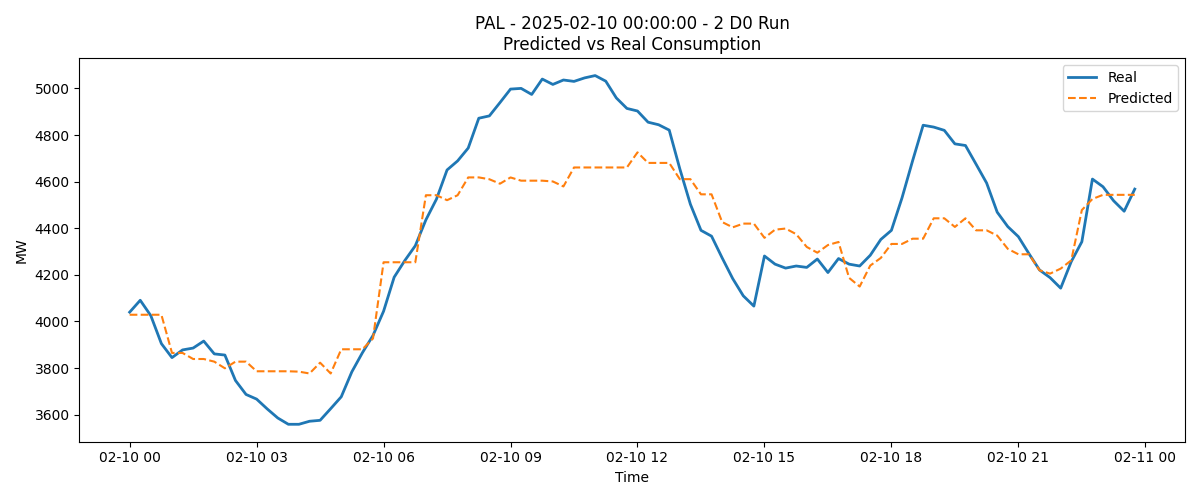 PAL - 2025-02-10 00:00:00 - 2 D0 Run
Predicted vs Real Consumption
Real
Predicted
MW
5000
4800
4600
4400
4200
4000
3800
3600
02-10 00
02-10 03
02-10 06
02-10 09
02-10 12
02-10 15
02-10 18
02-10 21
02-11 00
Time